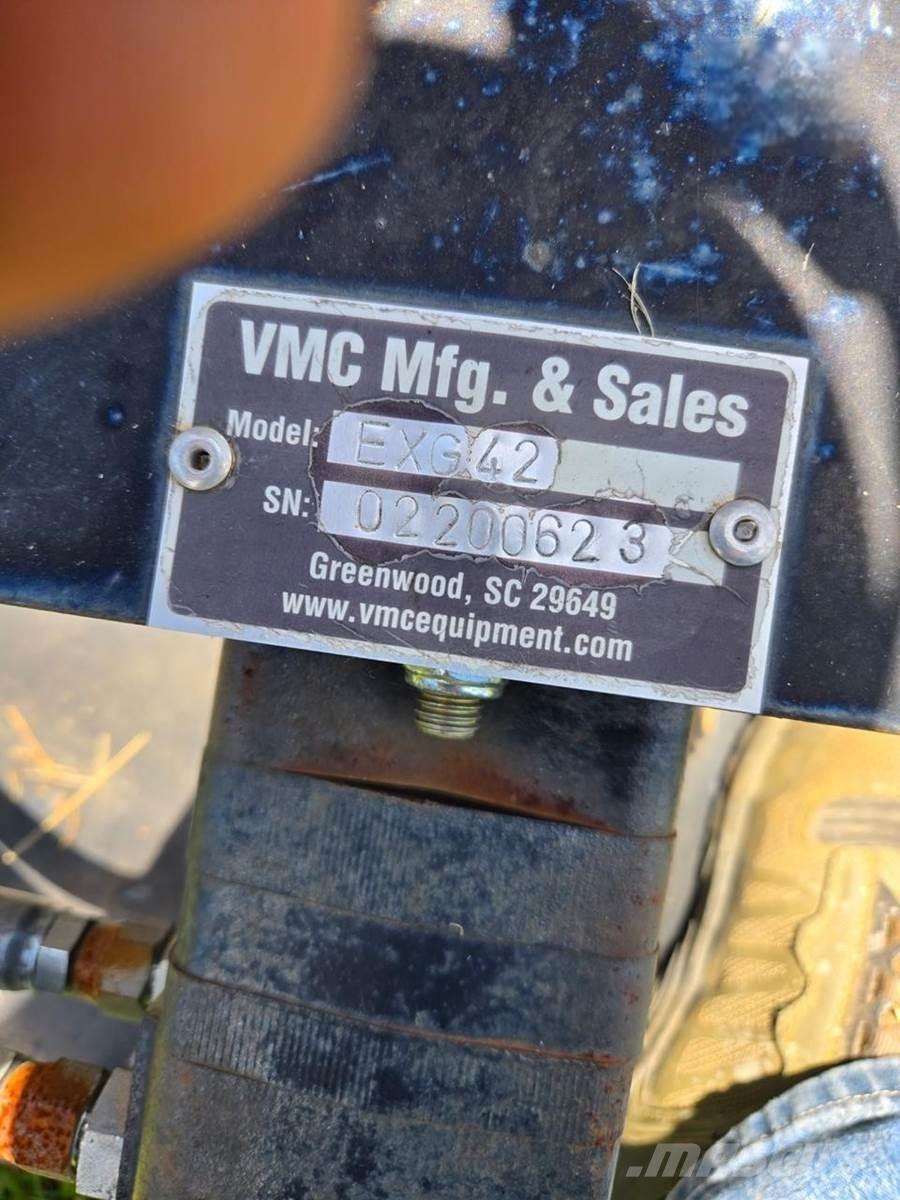 VMC Mfg. & Sales
Model: EXG42
SN: 02200623
Greenwood, SC 29649
www.vmcequipment.com